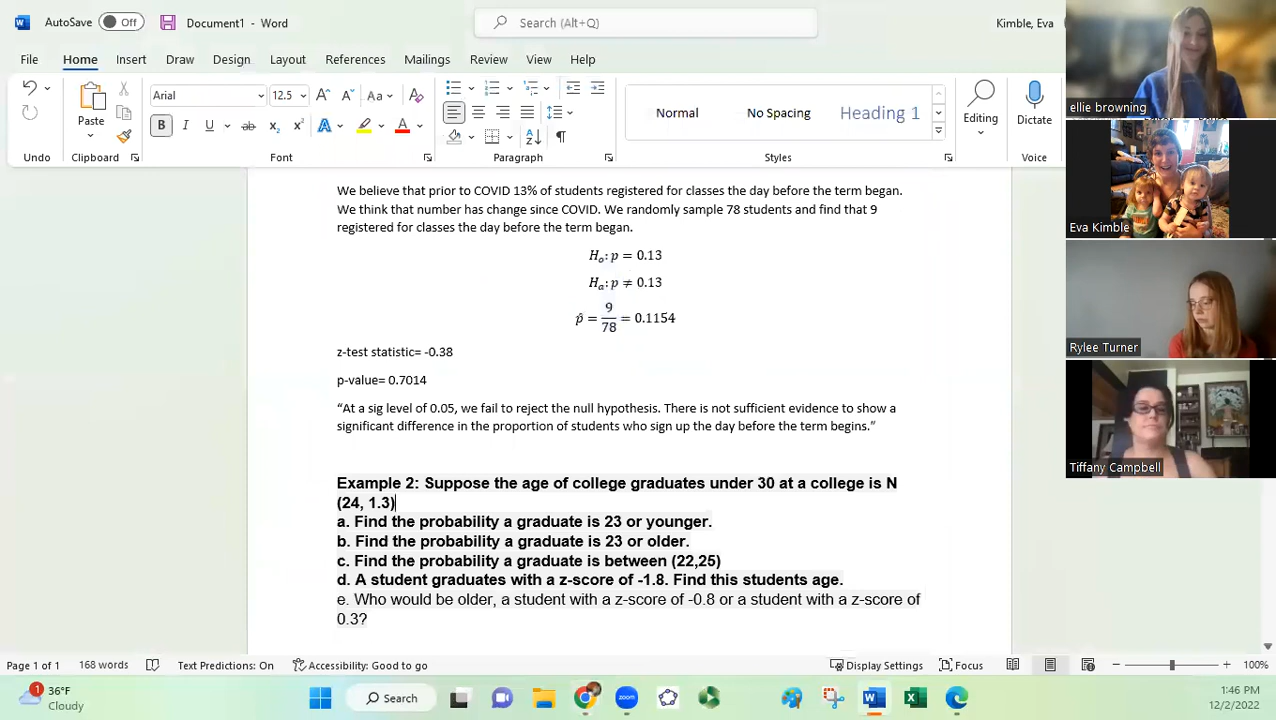 AutoSave Off Document1 - Word Search (Alt+Q) Kimble, Eva
File Home Insert Draw Design Layout References Mailings Review View Help
Paste
Arial 12.5 Aa
B I U ab x₂ x² A A
Normal No Spacing Heading 1
Editing Dictate
Undo Clipboard Font Paragraph Styles Voice
ellie browning
Eva Kimble
Rylee Turner
Tiffany Campbell
We believe that prior to COVID 13% of students registered for classes the day before the term began.
We think that number has change since COVID. We randomly sample 78 students and find that 9
registered for classes the day before the term began.
Hₒ: p = 0.13
Hₐ: p ≠ 0.13
p̂ = 9/78 = 0.1154
z-test statistic= -0.38
p-value= 0.7014
“At a sig level of 0.05, we fail to reject the null hypothesis. There is not sufficient evidence to show a
significant difference in the proportion of students who sign up the day before the term begins.”
Example 2: Suppose the age of college graduates under 30 at a college is N
(24, 1.3)
a. Find the probability a graduate is 23 or younger.
b. Find the probability a graduate is 23 or older.
c. Find the probability a graduate is between (22,25)
d. A student graduates with a z-score of -1.8. Find this students age.
e. Who would be older, a student with a z-score of -0.8 or a student with a z-score of
0.3?
Page 1 of 1 168 words Text Predictions: On Accessibility: Good to go Display Settings Focus 100%
1 36°F
Cloudy
Search
zoom
1:46 PM
12/2/2022